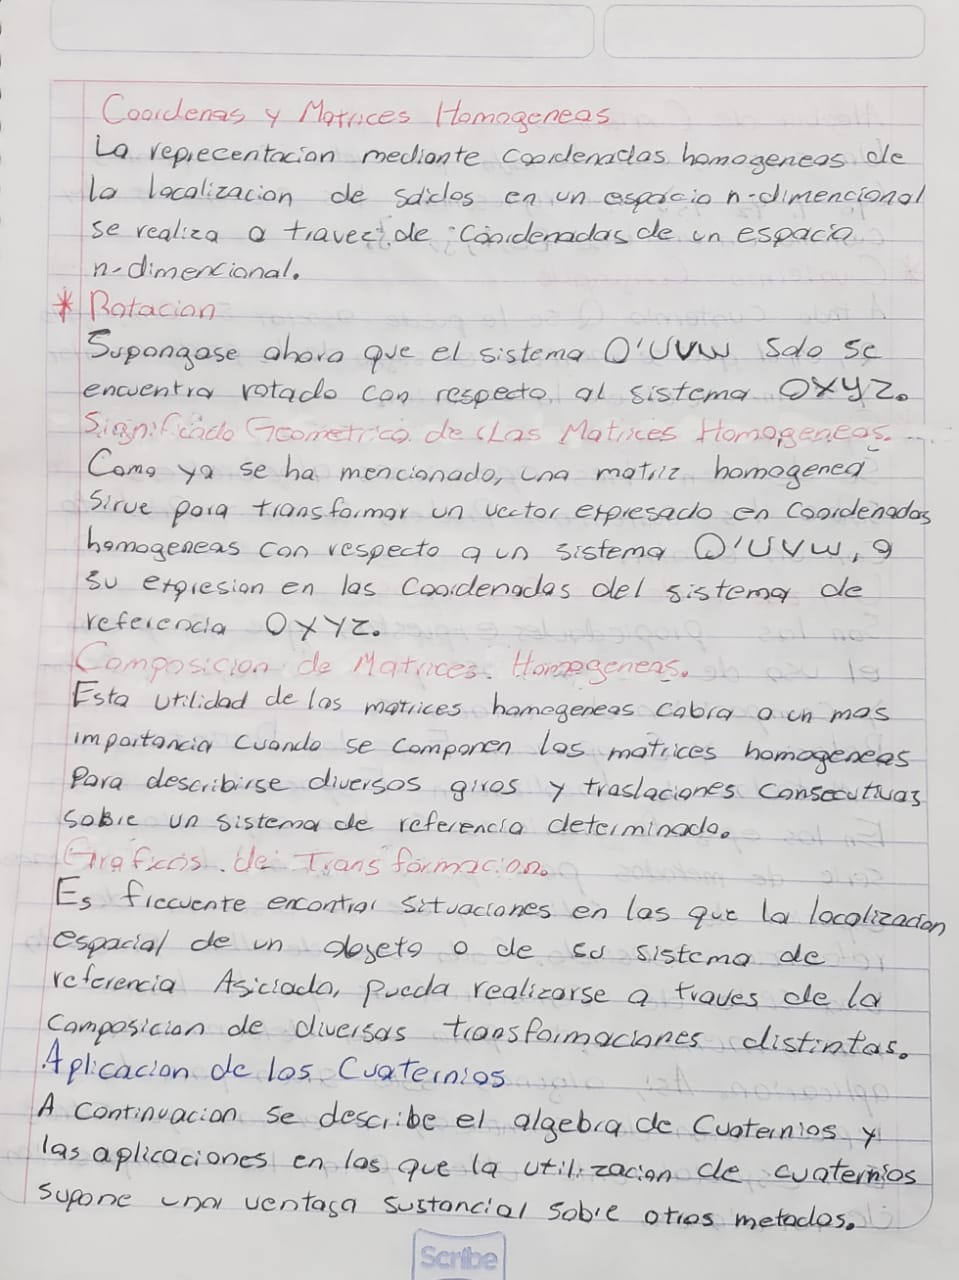 Coordenas y Matrices Homogeneas
La reprecentacion mediante coordenadas homogeneas de
la localizacion de solidos en un espacio n-dimencional
se realiza a travez de coordenadas de un espacio
n-dimencional.
* Rotacion
Supongase ahora que el sistema O'UVW Solo se
encuentra rotado con respecto al sistema OXYZ.
Significado Geometrico de Las Matrices Homogeneas.
Como ya se ha mencionado, una matriz homogenea
sirve para transformar un vector expresado en coordenadas
homogeneas con respecto a un sistema O'UVW, a
su expresion en las coordenadas del sistema de
referencia OXYZ.
Composicion de Matrices Homogeneas.
Esta utilidad de las matrices homogeneas cabra aun mas
importancia cuando se componen las matrices homogeneas
Para describirse diversos giros y traslaciones consecutivas
sobre un sistema de referencia determinado.
Graficos de Transformacion.
Es frecuente encontrar situaciones en las que la localizacion
espacial de un objeto o de su sistema de
referencia Asiciado, pueda realizarse a traves de la
composicion de diversas transformaciones distintas.
Aplicacion de los Cuaternios
A continuacion se describe el algebra de Cuaternios y
las aplicaciones en las que la utilizacion de cuaternios
supone una ventaga sustancial sobre otros metodos.
Scribe